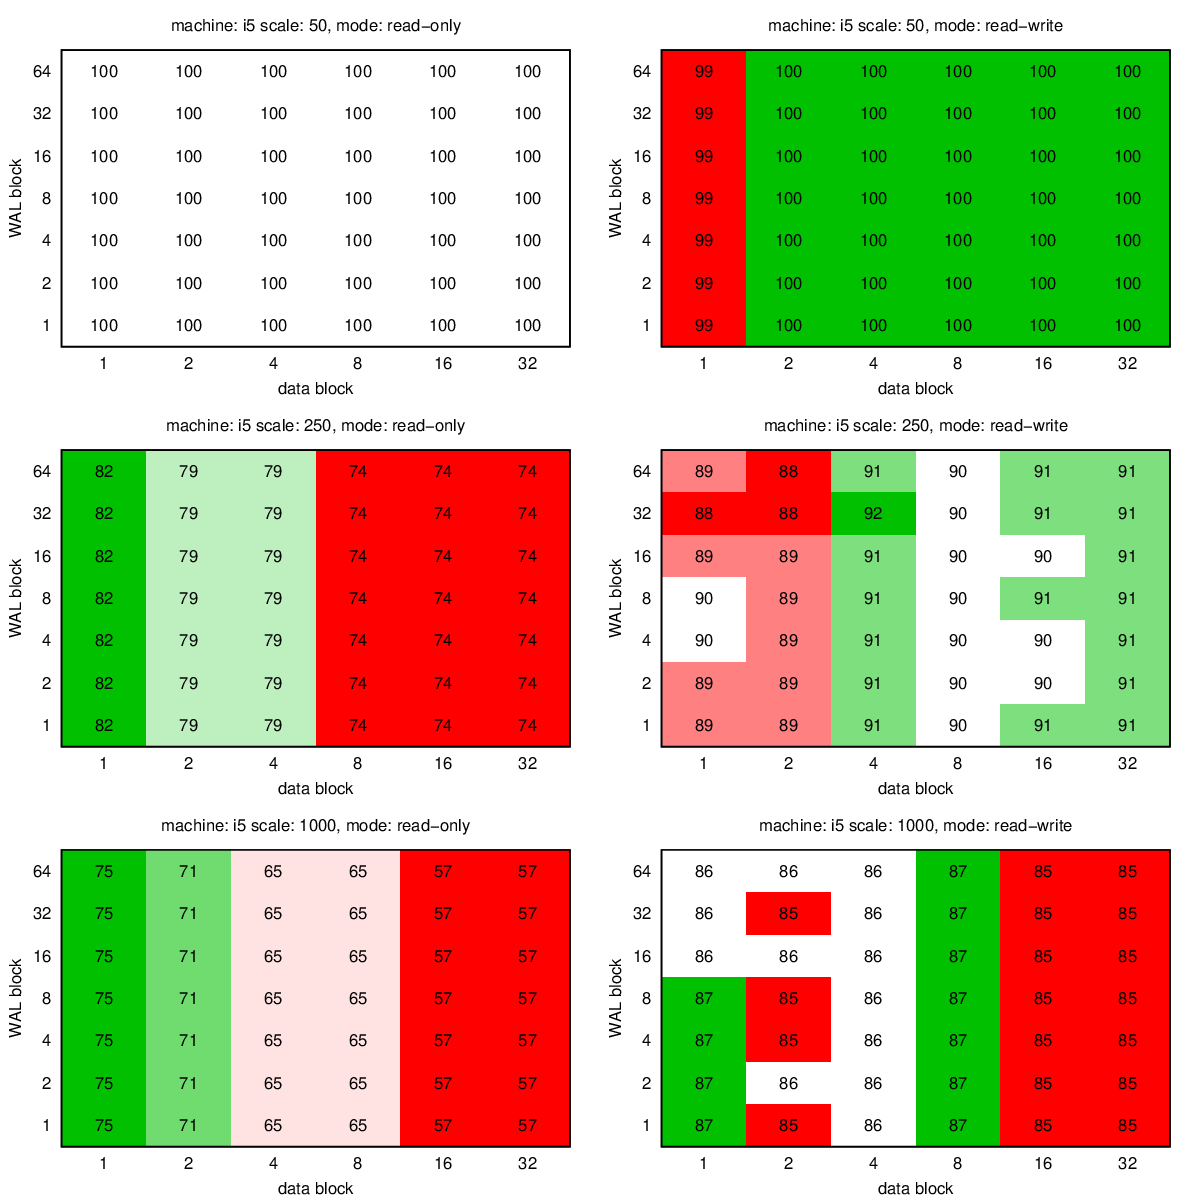 machine: i5 scale: 50, mode: read−only
64 100 100 100 100 100 100
32 100 100 100 100 100 100
16 100 100 100 100 100 100
8 100 100 100 100 100 100
4 100 100 100 100 100 100
2 100 100 100 100 100 100
1 100 100 100 100 100 100
WAL block
1 2 4 8 16 32
data block
machine: i5 scale: 50, mode: read−write
64 99 100 100 100 100 100
32 99 100 100 100 100 100
16 99 100 100 100 100 100
8 99 100 100 100 100 100
4 99 100 100 100 100 100
2 99 100 100 100 100 100
1 99 100 100 100 100 100
WAL block
1 2 4 8 16 32
data block
machine: i5 scale: 250, mode: read−only
64 82 79 79 74 74 74
32 82 79 79 74 74 74
16 82 79 79 74 74 74
8 82 79 79 74 74 74
4 82 79 79 74 74 74
2 82 79 79 74 74 74
1 82 79 79 74 74 74
WAL block
1 2 4 8 16 32
data block
machine: i5 scale: 250, mode: read−write
64 89 88 91 90 91 91
32 88 88 92 90 91 91
16 89 89 91 90 90 91
8 90 89 91 90 91 91
4 90 89 91 90 90 91
2 89 89 91 90 90 91
1 89 89 91 90 91 91
WAL block
1 2 4 8 16 32
data block
machine: i5 scale: 1000, mode: read−only
64 75 71 65 65 57 57
32 75 71 65 65 57 57
16 75 71 65 65 57 57
8 75 71 65 65 57 57
4 75 71 65 65 57 57
2 75 71 65 65 57 57
1 75 71 65 65 57 57
WAL block
1 2 4 8 16 32
data block
machine: i5 scale: 1000, mode: read−write
64 86 86 86 87 85 85
32 86 85 86 87 85 85
16 86 86 86 87 85 85
8 87 85 86 87 85 85
4 87 85 86 87 85 85
2 87 86 86 87 85 85
1 87 85 86 87 85 85
WAL block
1 2 4 8 16 32
data block